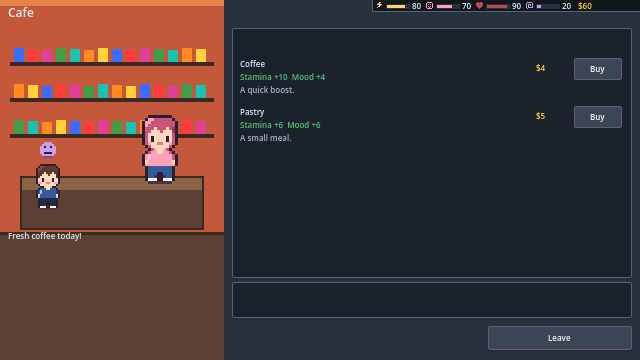 Cafe
80 70 90 20 $60
Coffee
Stamina +10 Mood +4
A quick boost.
$4
Buy
Pastry
Stamina +6 Mood +6
A small meal.
$5
Buy
Fresh coffee today!
Leave